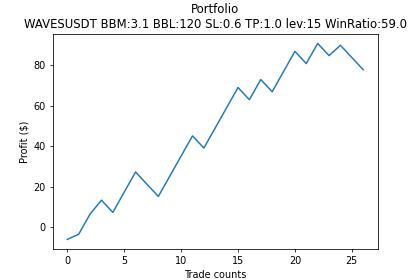 Portfolio
WAVESUSDT BBM:3.1 BBL:120 SL:0.6 TP:1.0 lev:15 WinRatio:59.0
80
60
40
20
0
Profit ($)
0 5 10 15 20 25
Trade counts